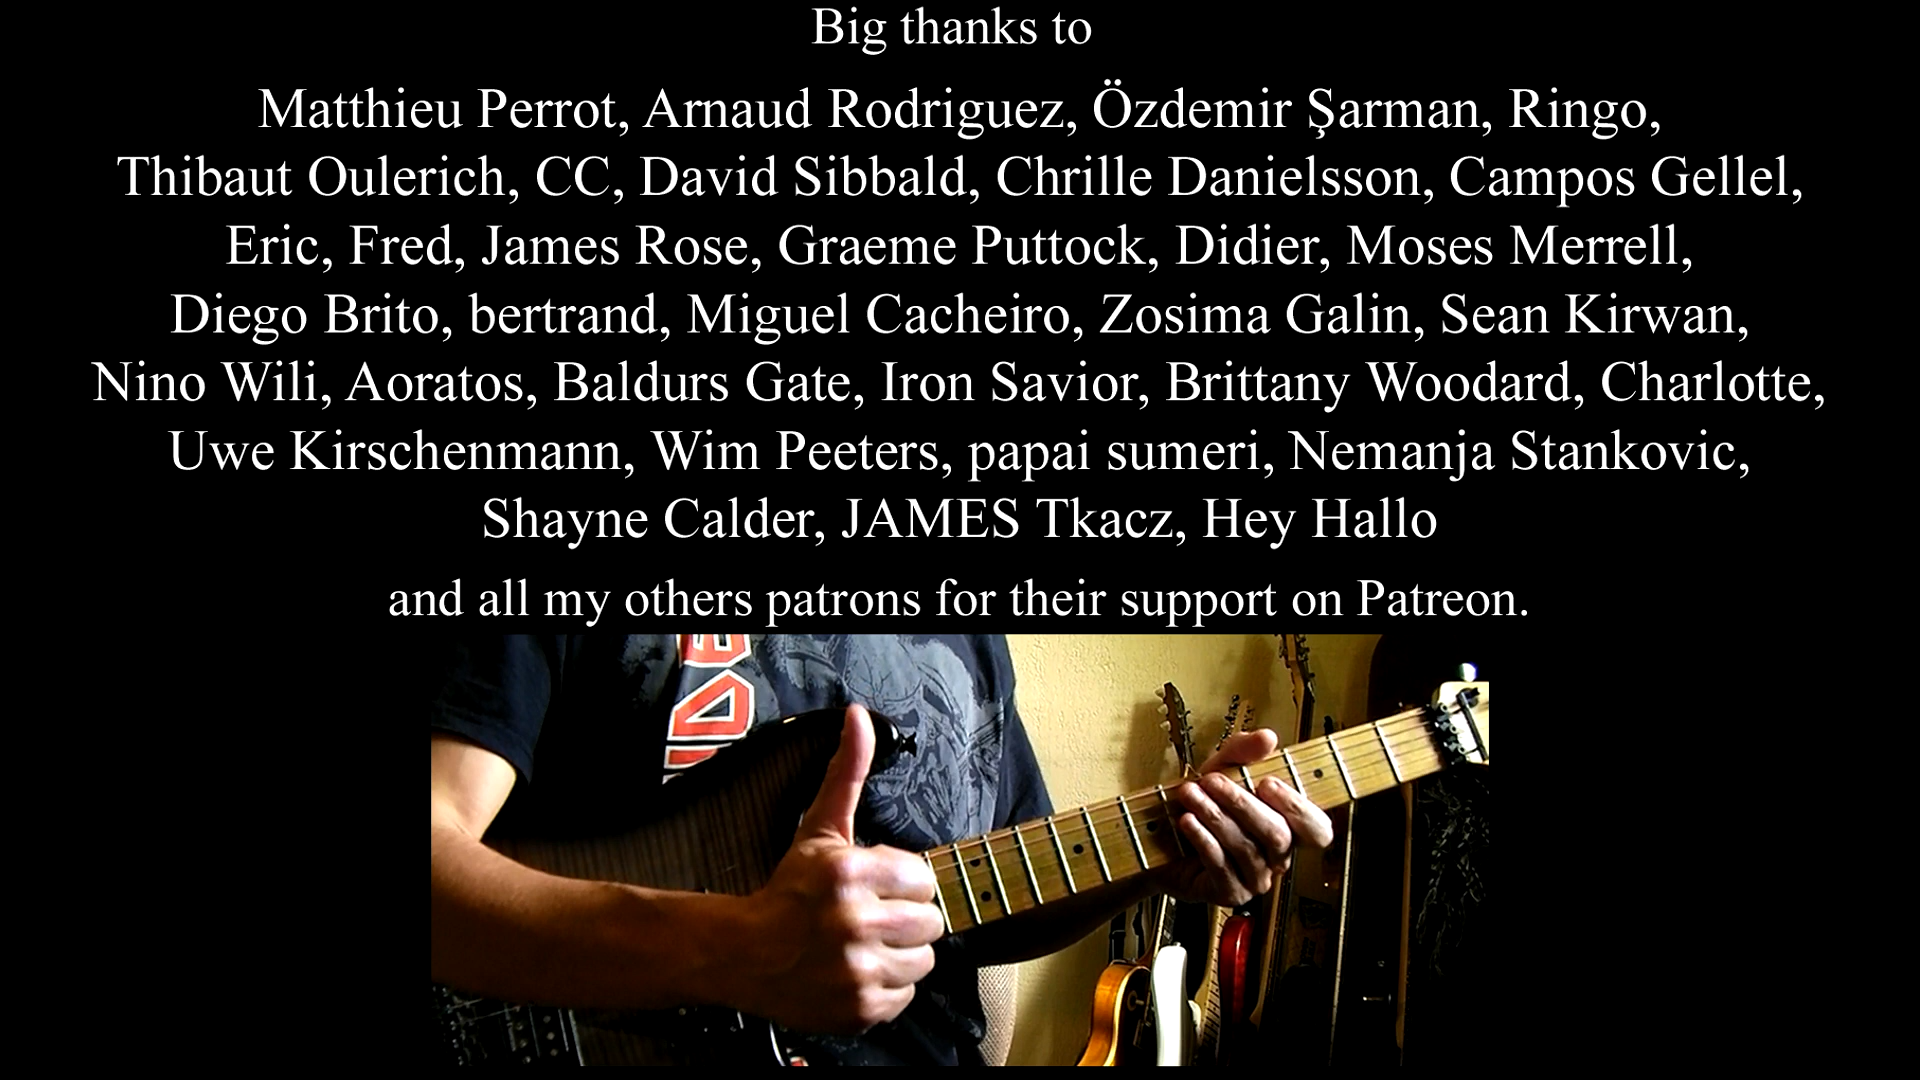 Big thanks to
Matthieu Perrot, Arnaud Rodriguez, Özdemir Şarman, Ringo,
Thibaut Oulerich, CC, David Sibbald, Chrille Danielsson, Campos Gellel,
Eric, Fred, James Rose, Graeme Puttock, Didier, Moses Merrell,
Diego Brito, bertrand, Miguel Cacheiro, Zosima Galin, Sean Kirwan,
Nino Wili, Aoratos, Baldurs Gate, Iron Savior, Brittany Woodard, Charlotte,
Uwe Kirschenmann, Wim Peeters, papai sumeri, Nemanja Stankovic,
Shayne Calder, JAMES Tkacz, Hey Hallo
and all my others patrons for their support on Patreon.